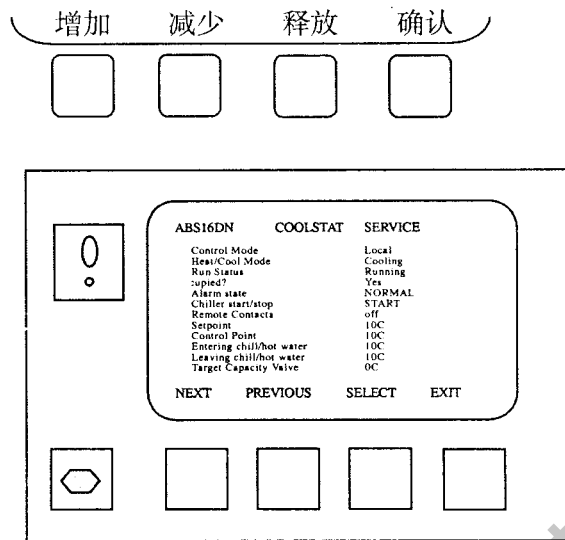 增加 减少 释放 确认
ABS16DN COOLSTAT SERVICE
Control Mode Local
Heat/Cool Mode Cooling
Run Status Running
:upied? Yes
Alarm state NORMAL
Chiller start/stop START
Remote Contacts off
Setpoint 10C
Control Point 10C
Entering chill/hot water 10C
Leaving chill/hot water 10C
Target Capacity Valve 0C
NEXT PREVIOUS SELECT EXIT